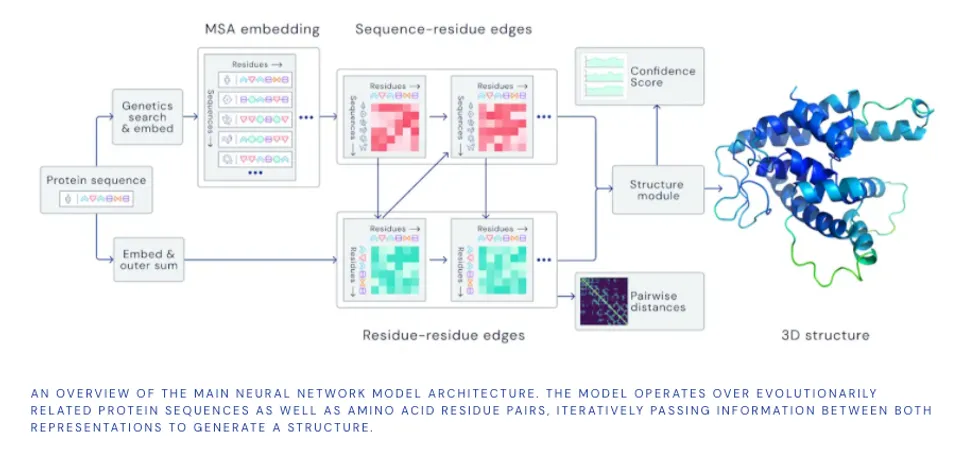 MSA embedding
Sequence-residue edges
Residues →
Sequences →
Genetics
search
& embed
Protein sequence
Embed &
outer sum
Residues →
Sequences →
Residues →
Sequences →
Residues →
Residues →
Residues →
Residues →
Residue-residue edges
Confidence
Score
Structure
module
Pairwise
distances
3D structure
AN OVERVIEW OF THE MAIN NEURAL NETWORK MODEL ARCHITECTURE. THE MODEL OPERATES OVER EVOLUTIONARILY
RELATED PROTEIN SEQUENCES AS WELL AS AMINO ACID RESIDUE PAIRS, ITERATIVELY PASSING INFORMATION BETWEEN BOTH
REPRESENTATIONS TO GENERATE A STRUCTURE.